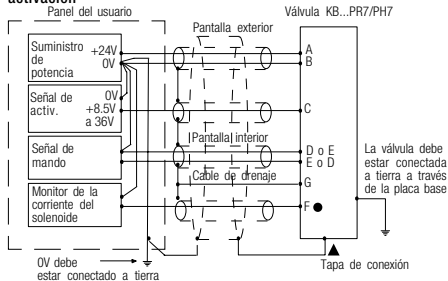 activación
Panel del usuario
Válvula KB...PR7/PH7
Pantalla exterior
Suministro
de
potencia
+24V
0V
A
B
Señal de
activ.
0V
+8.5V
a 36V
C
Pantalla interior
Señal de
mando
D o E
E o D
Cable de drenaje
G
Monitor de la
corriente del
solenoide
F
La válvula debe
estar conectada
a tierra a través
de la placa base
0V debe
estar conectado a tierra
Tapa de conexión